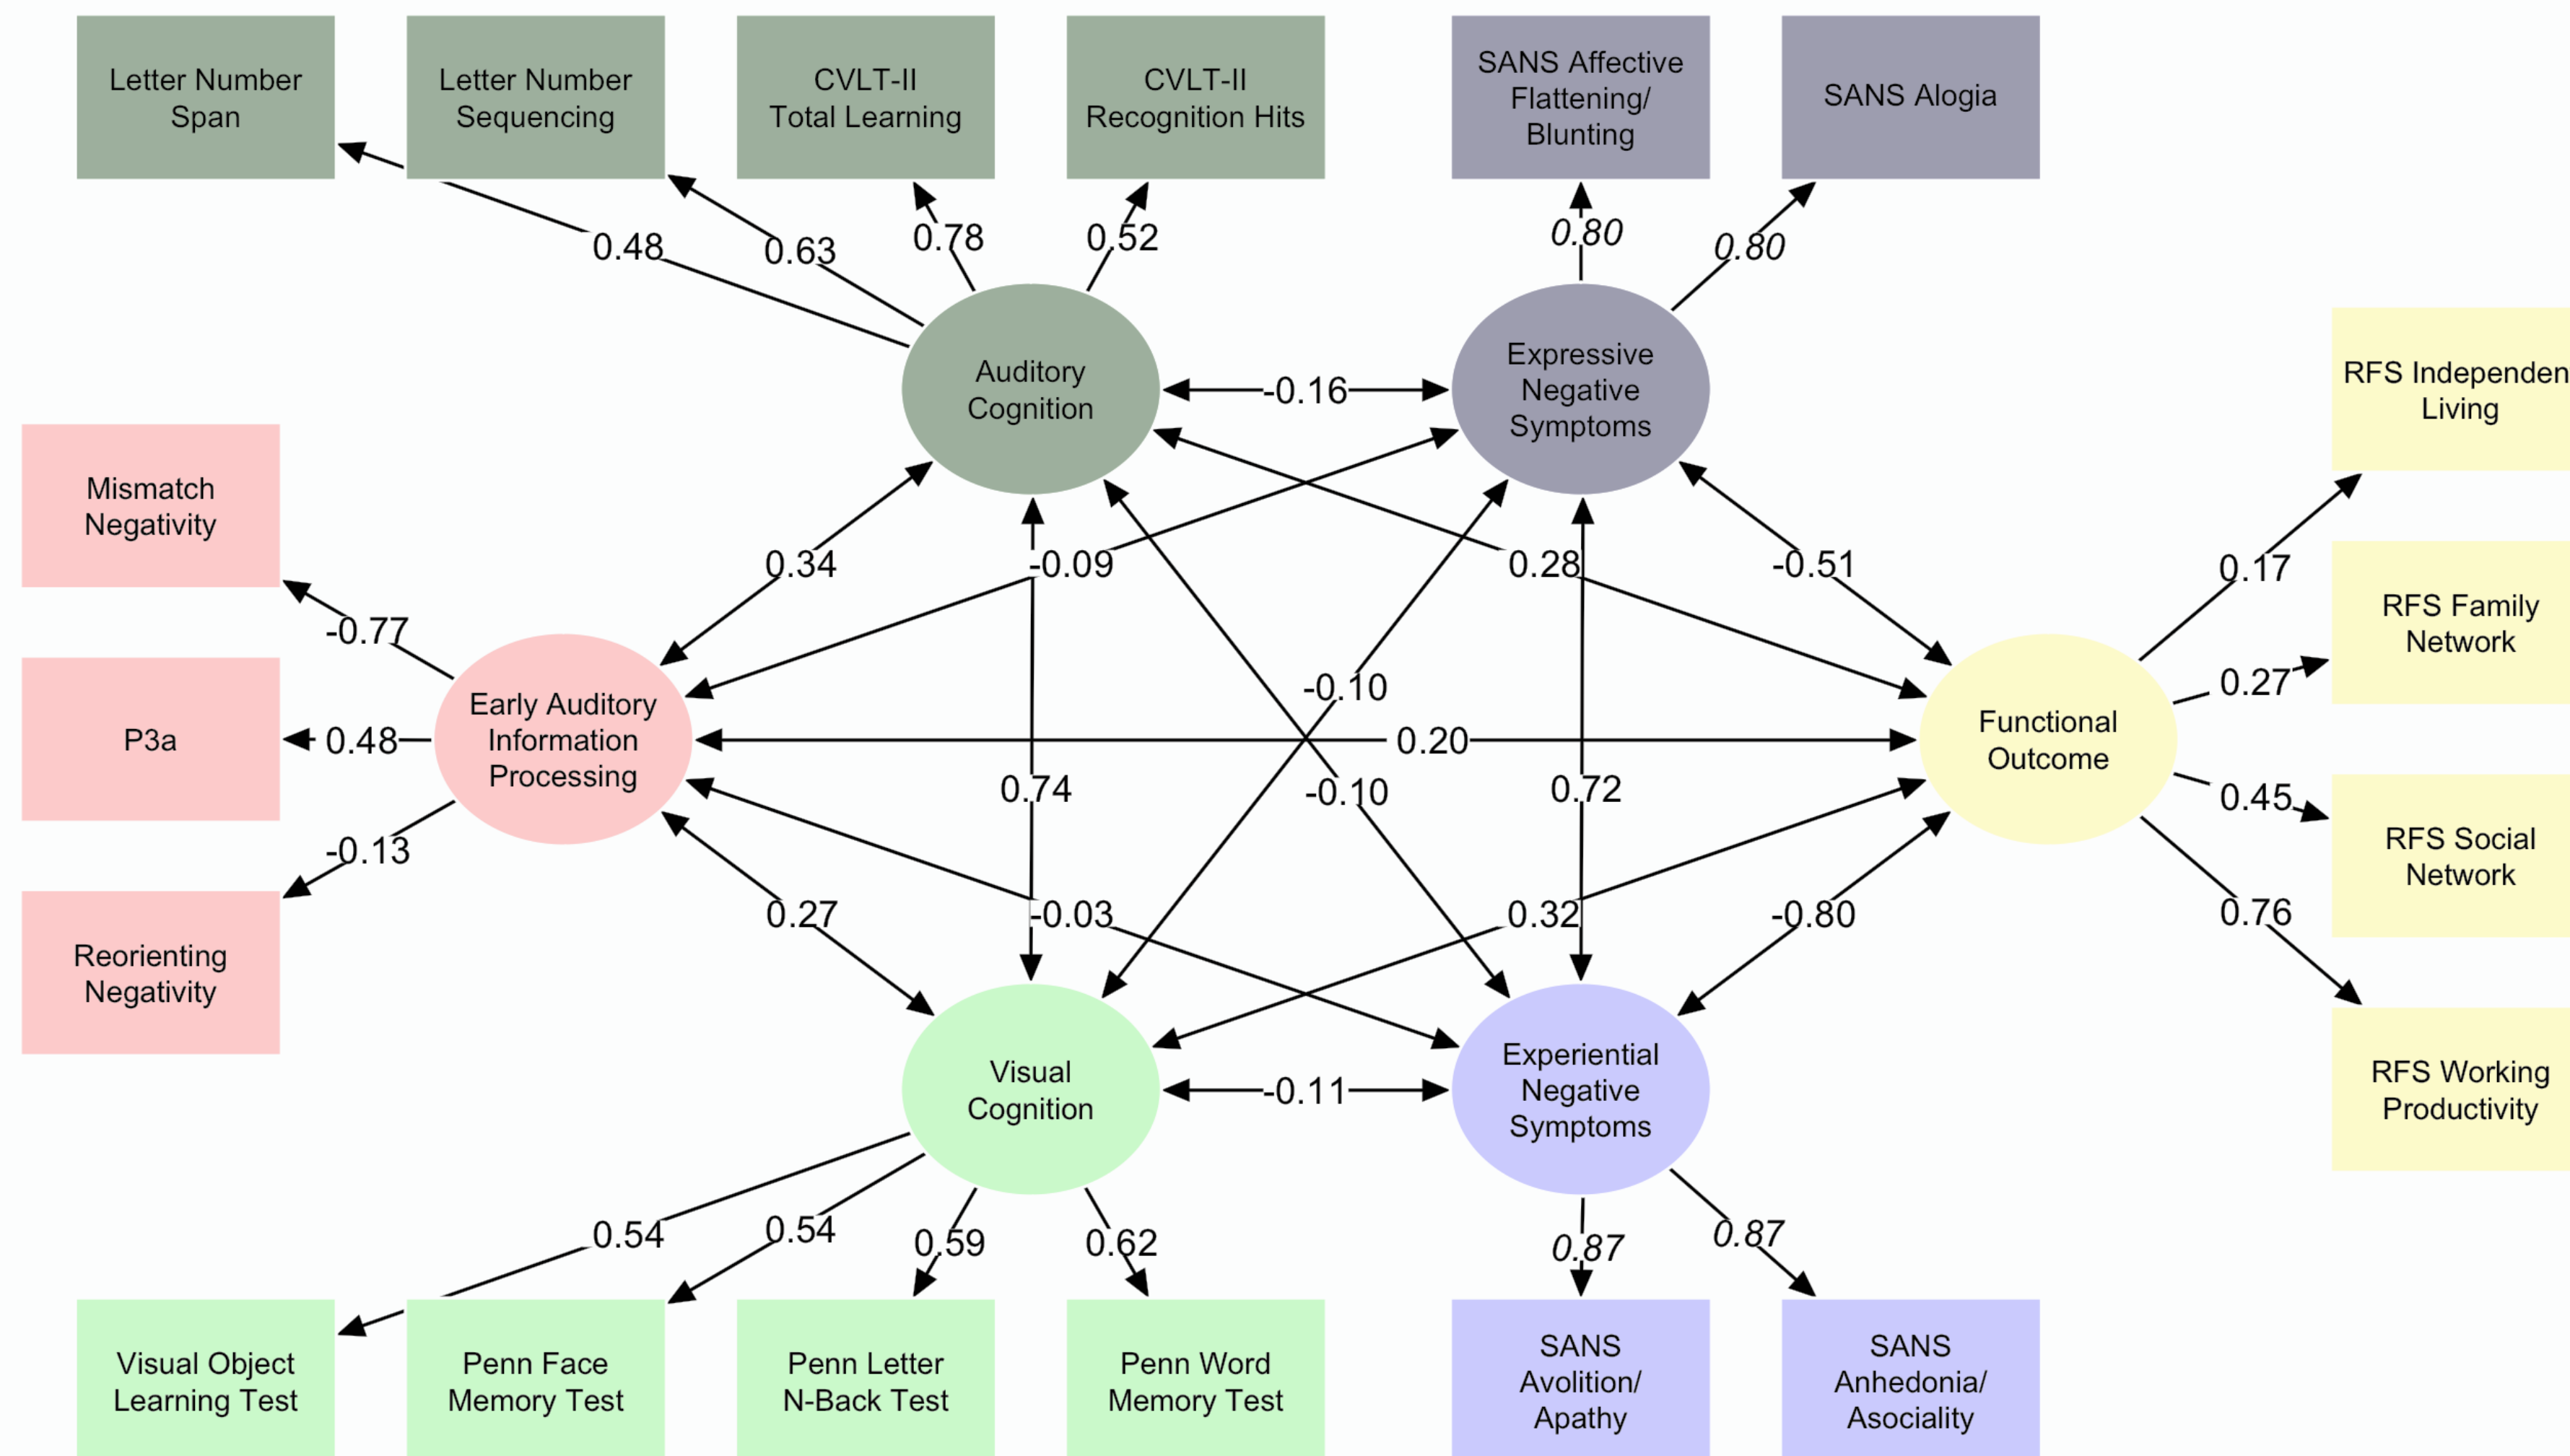 Letter Number
Span
Letter Number
Sequencing
CVLT-II
Total Learning
CVLT-II
Recognition Hits
SANS Affective
Flattening/
Blunting
SANS Alogia
0.48
0.63
0.78
0.52
0.80
0.80
Auditory
Cognition
-0.16
Expressive
Negative
Symptoms
RFS Independen
Living
Mismatch
Negativity
0.34
-0.09
0.28
-0.51
0.17
RFS Family
Network
-0.77
-0.10
0.27
P3a
0.48
Early Auditory
Information
Processing
0.20
Functional
Outcome
0.74
-0.10
0.72
0.45
RFS Social
Network
-0.13
0.27
-0.03
0.32
-0.80
0.76
Reorienting
Negativity
Visual
Cognition
-0.11
Experiential
Negative
Symptoms
RFS Working
Productivity
0.54
0.54
0.59
0.62
0.87
0.87
Visual Object
Learning Test
Penn Face
Memory Test
Penn Letter
N-Back Test
Penn Word
Memory Test
SANS
Avolition/
Apathy
SANS
Anhedonia/
Asociality